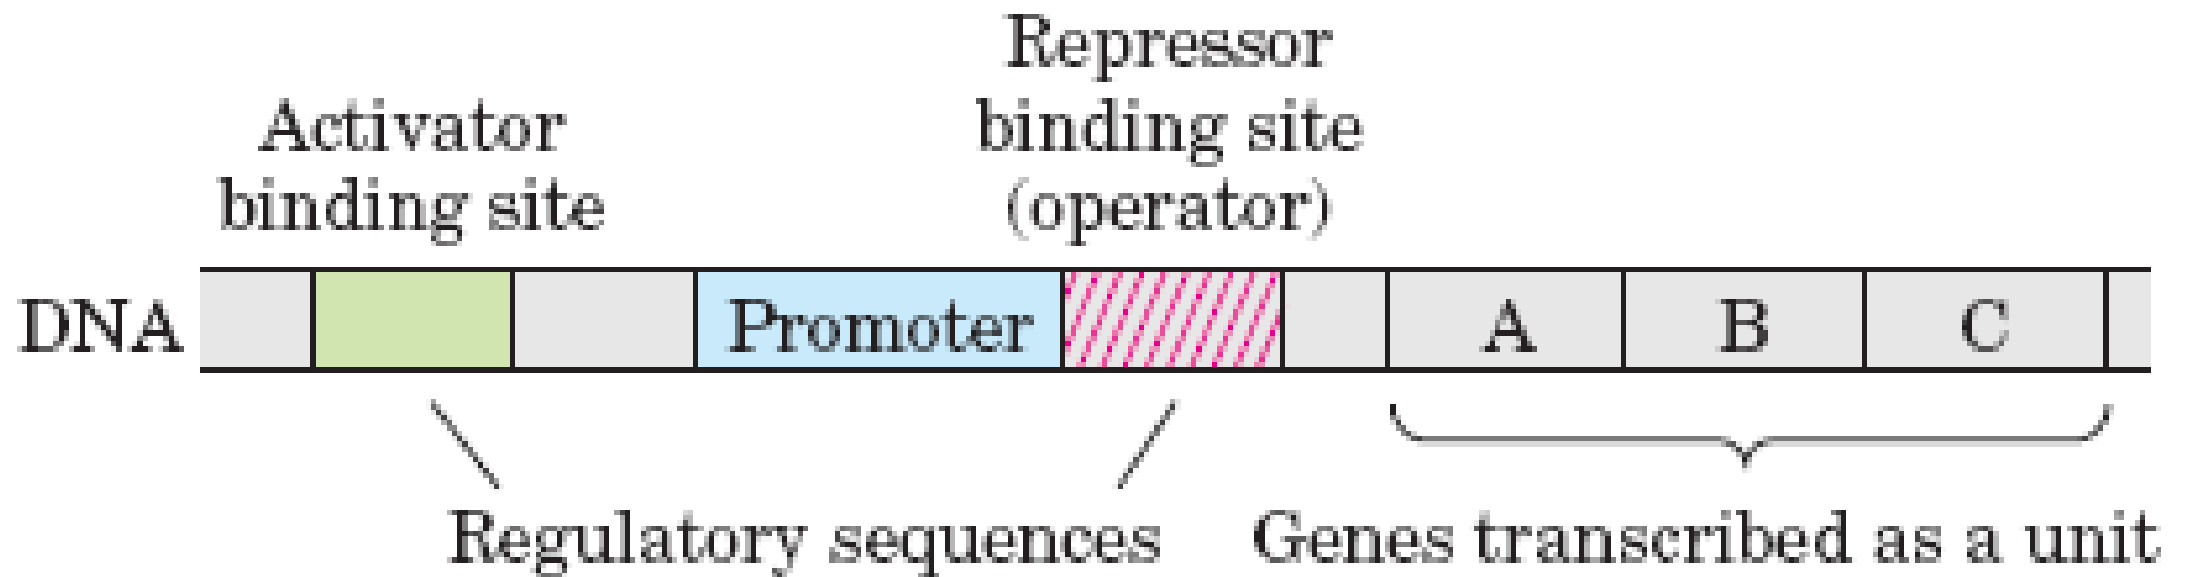 Activator
binding site
Repressor
binding site
(operator)
DNA
Promoter
A
B
C
Regulatory sequences
Genes transcribed as a unit